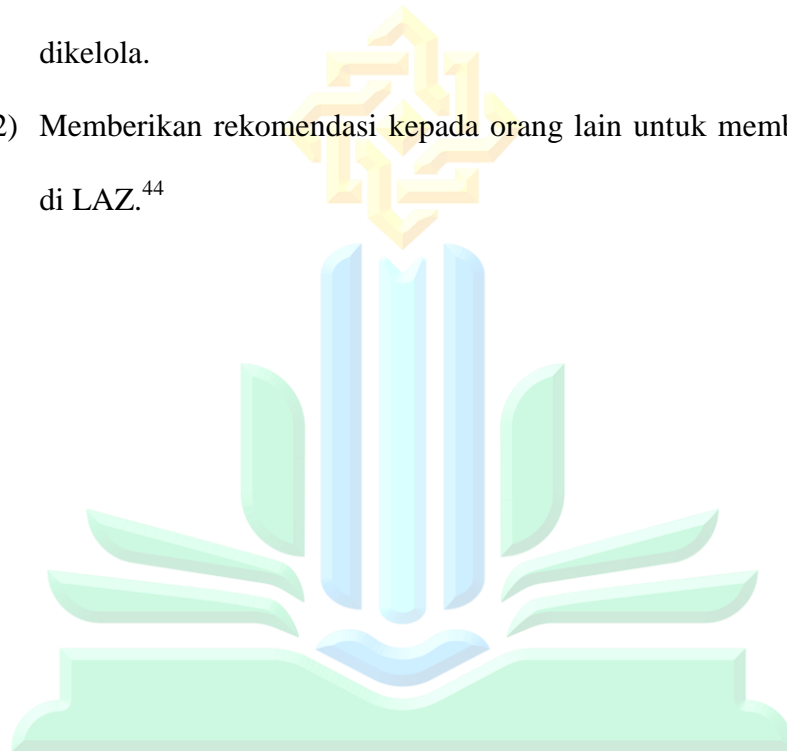 dikelola.
2) Memberikan rekomendasi kepada orang lain untuk memb
di LAZ.44